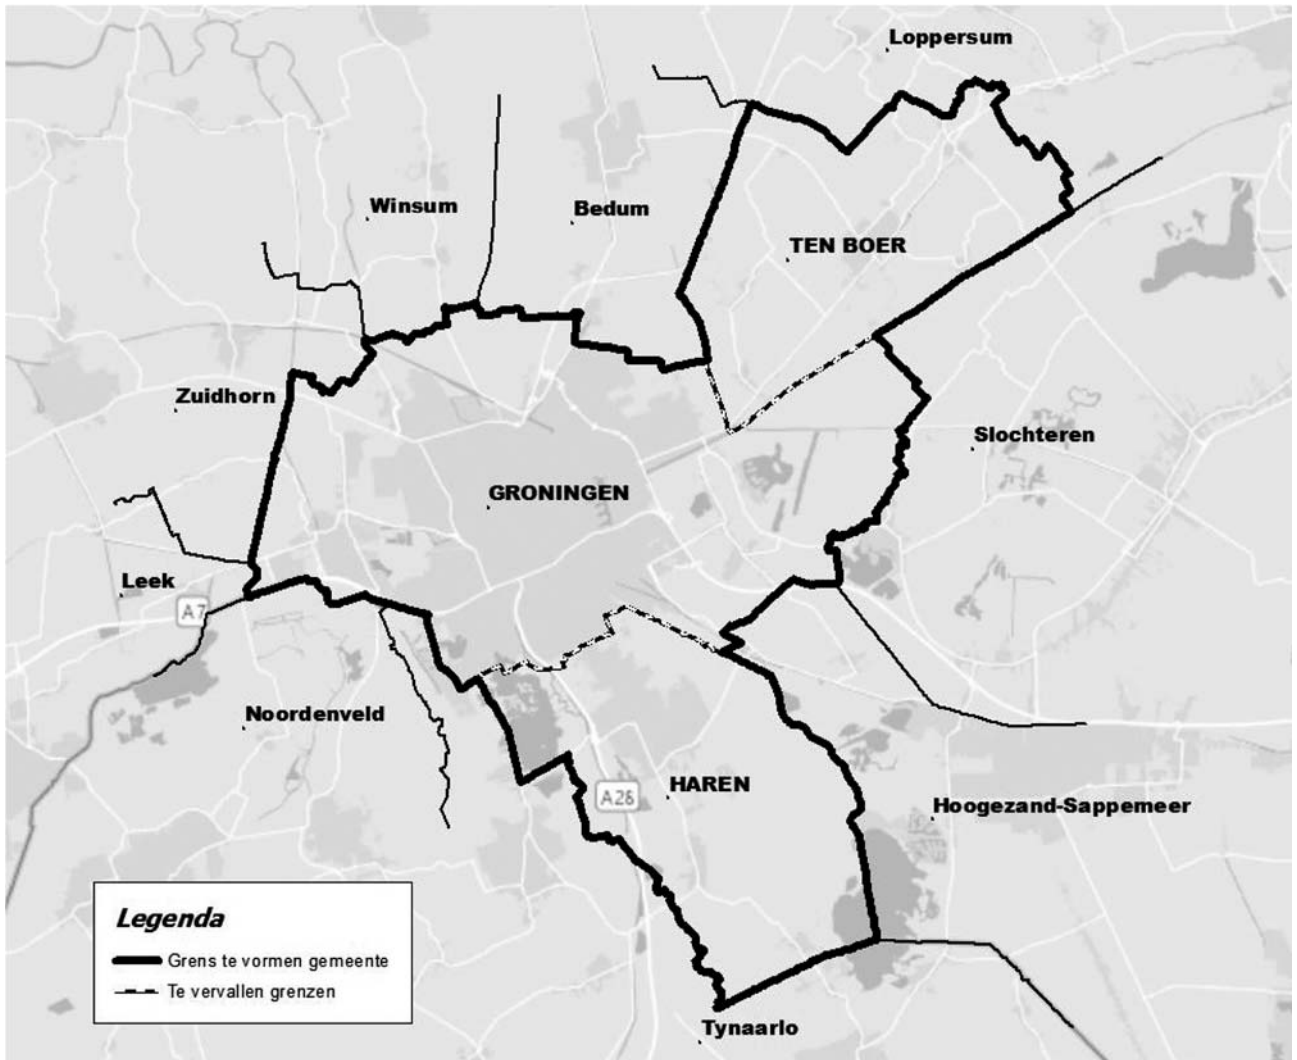 Loppersum
Winsum
Bedum
TEN BOER
Zuidhorn
Slochteren
GRONINGEN
Leek
A7
Noordenveld
HAREN
A28
Hoogezand-Sappemeer
Legenda
Grens te vormen gemeente
Te vervallen grenzen
Tynaarlo